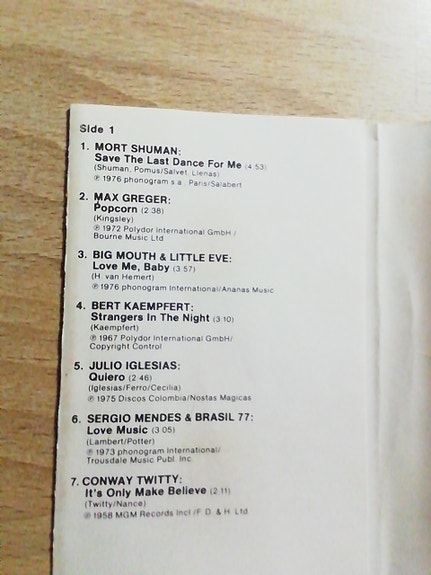 Side 1
1. MORT SHUMAN:
Save The Last Dance For Me (4:53)
(Shuman, Pomus/Salvet, Llenas)
℗ 1976 phonogram s.a. Paris/Salabert
2. MAX GREGER:
Popcorn (2:38)
(Kingsley)
℗ 1972 Polydor International GmbH /
Bourne Music Ltd
3. BIG MOUTH & LITTLE EVE:
Love Me, Baby (3:57)
(H. van Hemert)
℗ 1976 phonogram International/Ananas Music
4. BERT KAEMPFERT:
Strangers In The Night (3:10)
(Kaempfert)
℗ 1967 Polydor International GmbH/
Copyright Control
5. JULIO IGLESIAS:
Quiero (2:46)
(Iglesias/Ferro/Cecilia)
℗ 1975 Discos Colombia/Nostas Magicas
6. SERGIO MENDES & BRASIL 77:
Love Music (3:05)
(Lambert/Potter)
℗ 1973 phonogram International/
Trousdale Music Publ. Inc.
7. CONWAY TWITTY:
It's Only Make Believe (2:11)
(Twitty/Nance)
℗ 1958 MGM Records Incl./F. D. & H. Ltd.